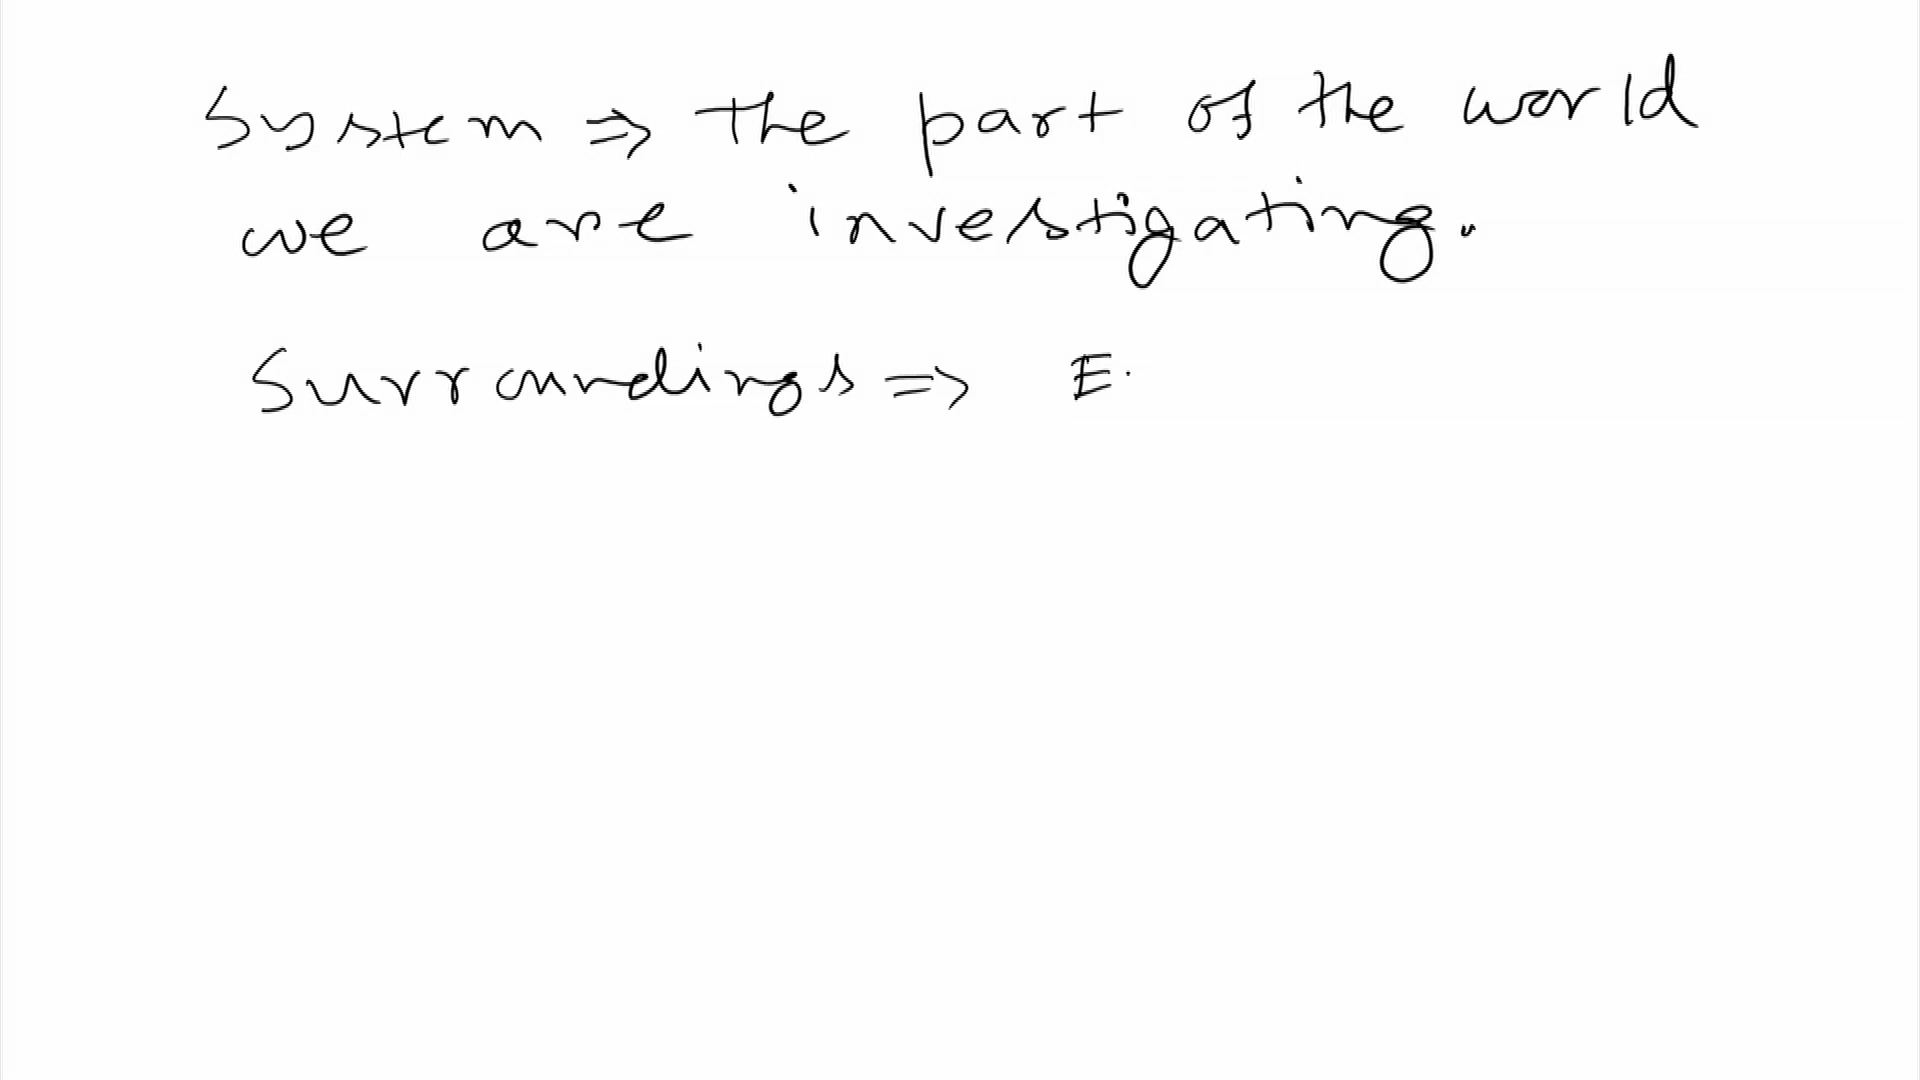 System ⇒ The part of the world
we are investigating.
Surroundings ⇒ E.